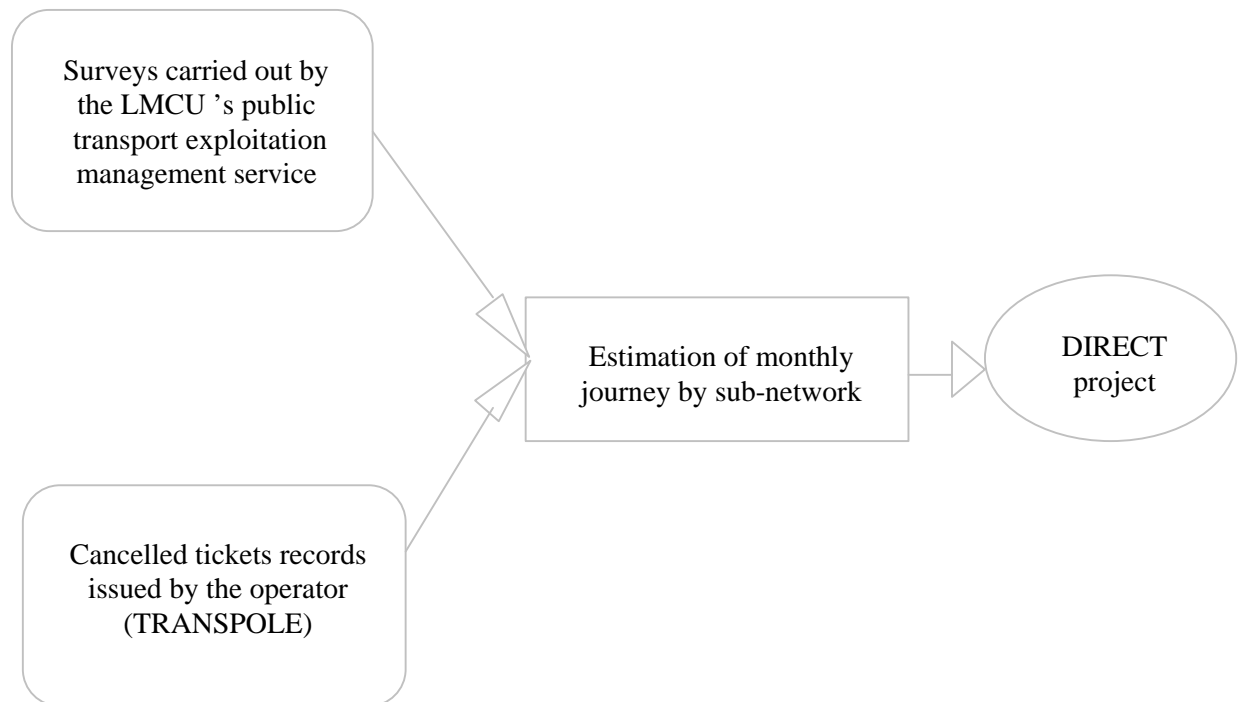 Surveys carried out by
the LMCU ’s public
transport exploitation
management service
Estimation of monthly
journey by sub-network
DIRECT
project
Cancelled tickets records
issued by the operator
(TRANSPOLE)